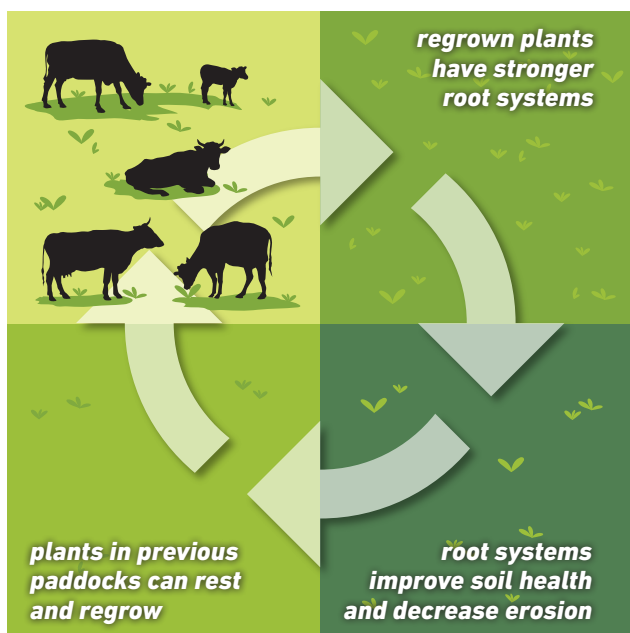 regrown plants
have stronger
root systems
plants in previous
paddocks can rest
and regrow
root systems
improve soil health
and decrease erosion